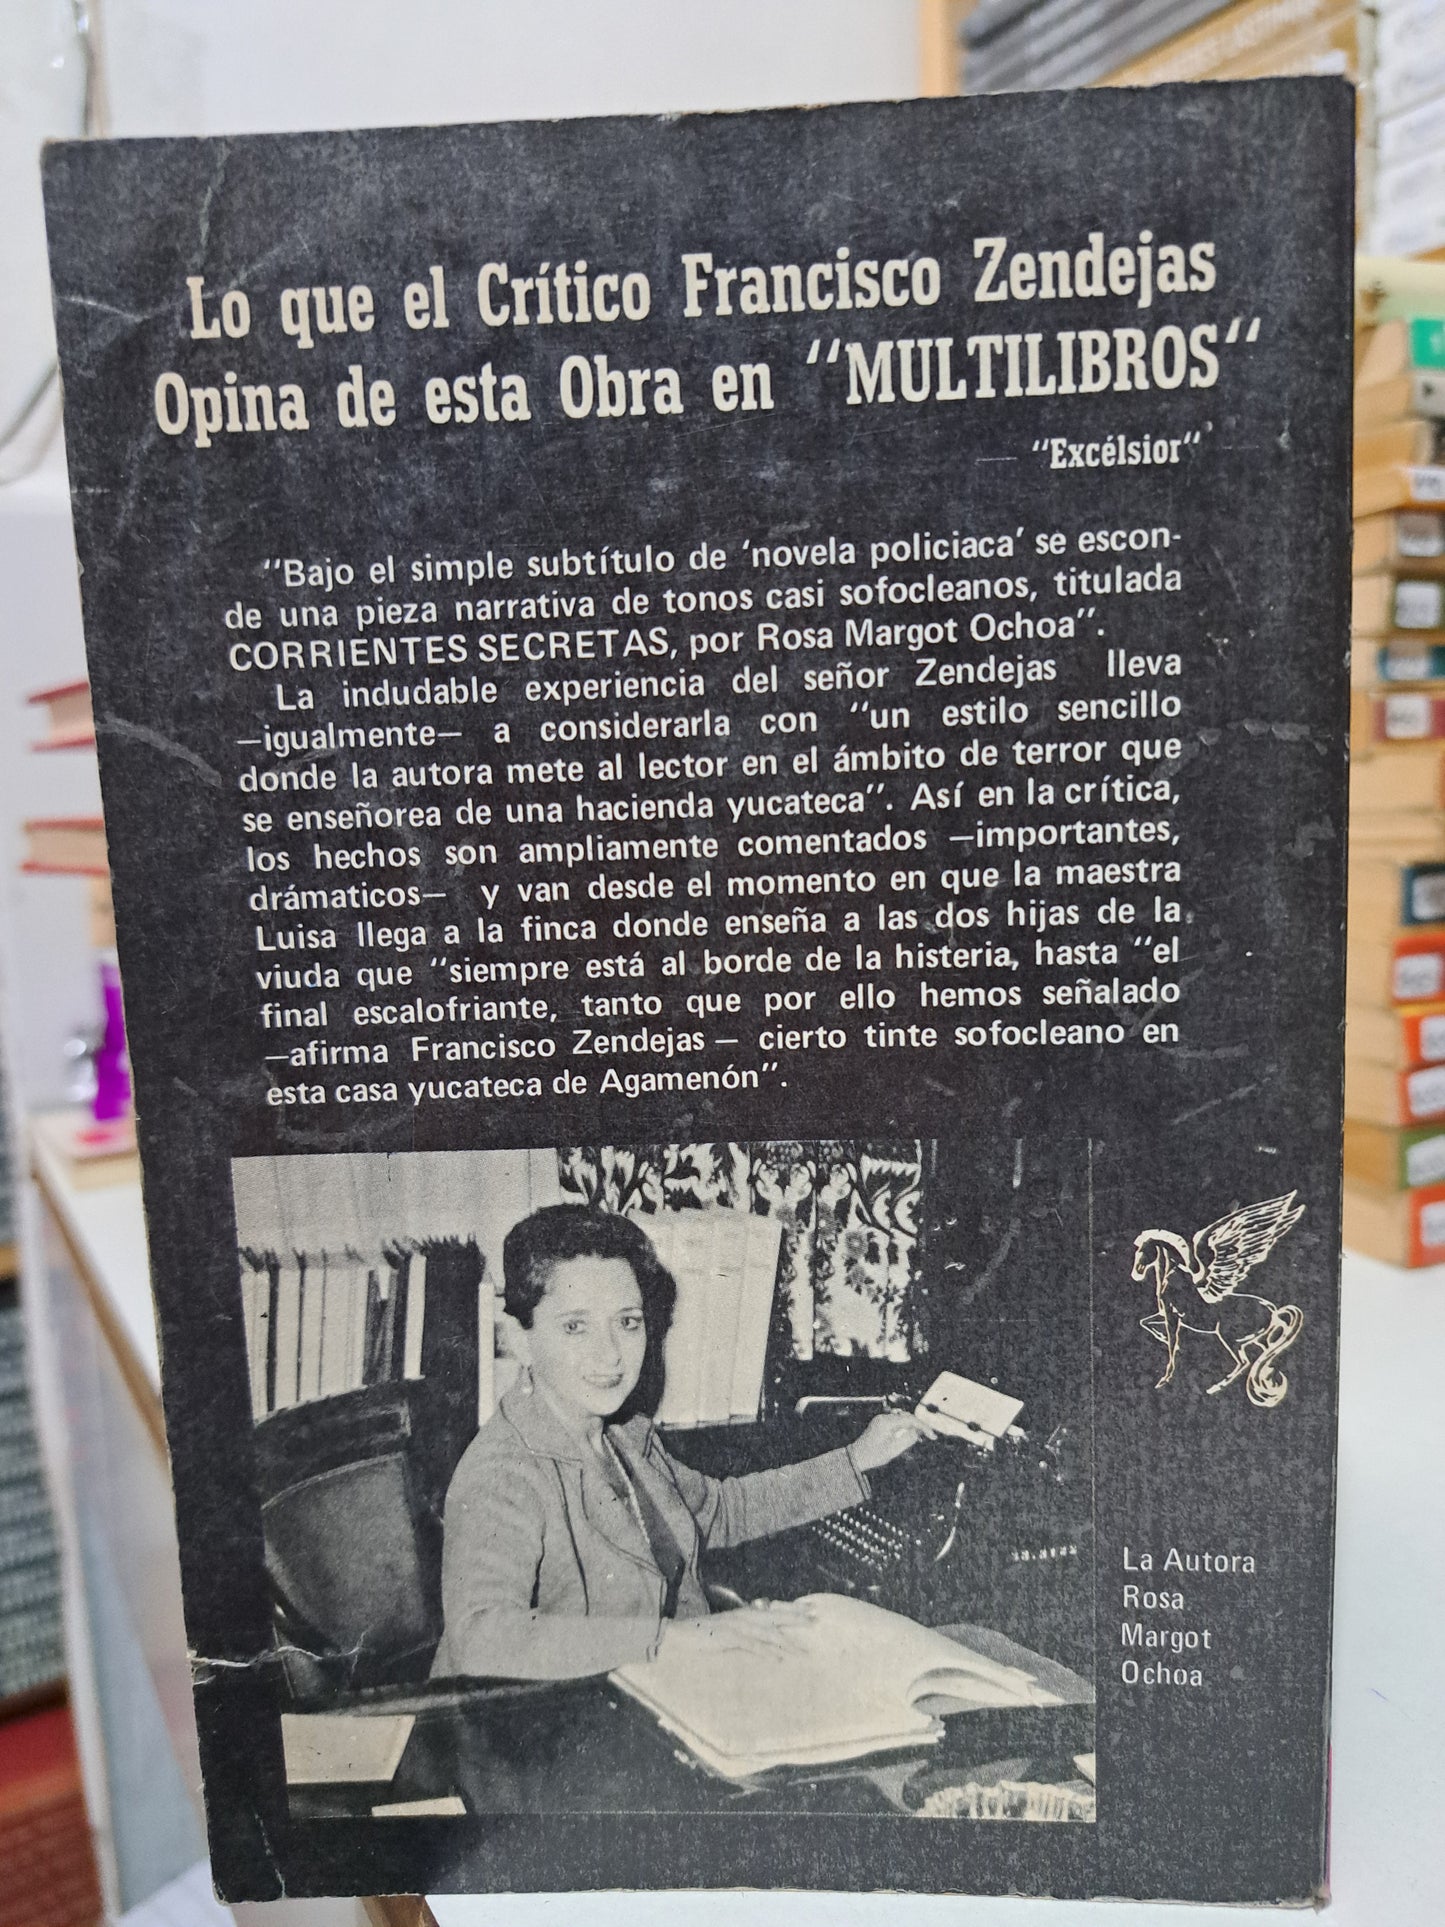 Lo que el Crítico Francisco Zendejas
Opina de esta Obra en "MULTILIBROS"
— "Excélsior"
"Bajo el simple subtítulo de 'novela policiaca' se escon-
de una pieza narrativa de tonos casi sofocleanos, titulada
CORRIENTES SECRETAS, por Rosa Margot Ochoa".
La indudable experiencia del señor Zendejas lleva
—igualmente— a considerarla con "un estilo sencillo
donde la autora mete al lector en el ámbito de terror que
se enseñorea de una hacienda yucateca". Así en la crítica,
los hechos son ampliamente comentados —importantes,
drámaticos— y van desde el momento en que la maestra
Luisa llega a la finca donde enseña a las dos hijas de la
viuda que "siempre está al borde de la histeria, hasta "el
final escalofriante, tanto que por ello hemos señalado
—afirma Francisco Zendejas— cierto tinte sofocleano en
esta casa yucateca de Agamenón".
La Autora
Rosa
Margot
Ochoa